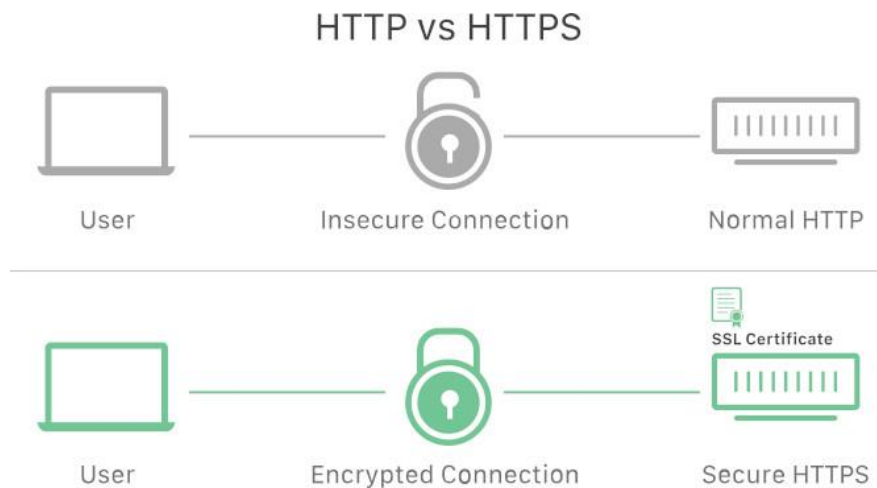 HTTP vs HTTPS
User
Insecure Connection
Normal HTTP
SSL Certificate
User
Encrypted Connection
Secure HTTPS